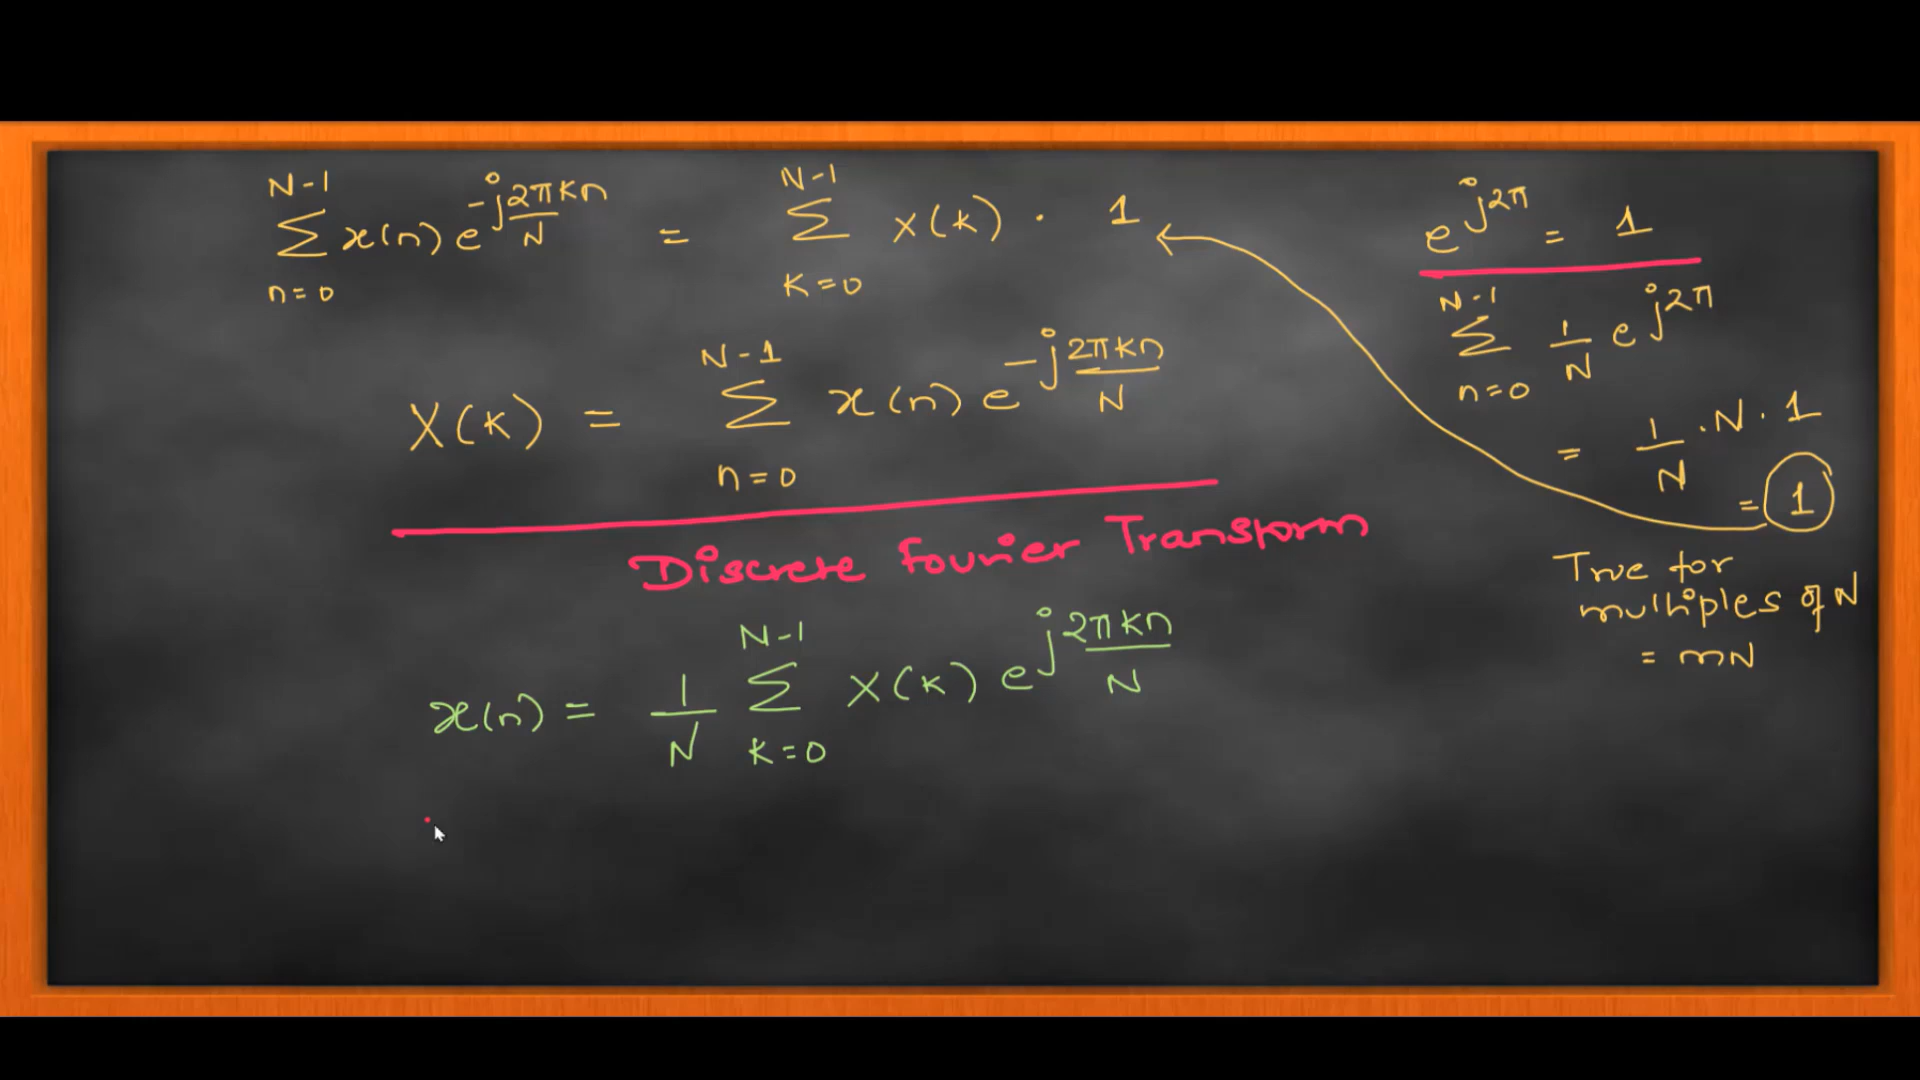 N-1 N-1
∑ x(n) e^{-j2πkn/N} = ∑ X(k) · 1
n=0 k=0
N-1
X(k) = ∑ x(n) e^{-j2πkn/N}
n=0
Discrete Fourier Transform
N-1
x(n) = 1/N ∑ X(k) e^{j2πkn/N}
k=0
e^{j2π} = 1
N-1
∑ 1/N e^{j2π}
n=0
= 1/N · N · 1
= 1
True for
multiples of N
= mN